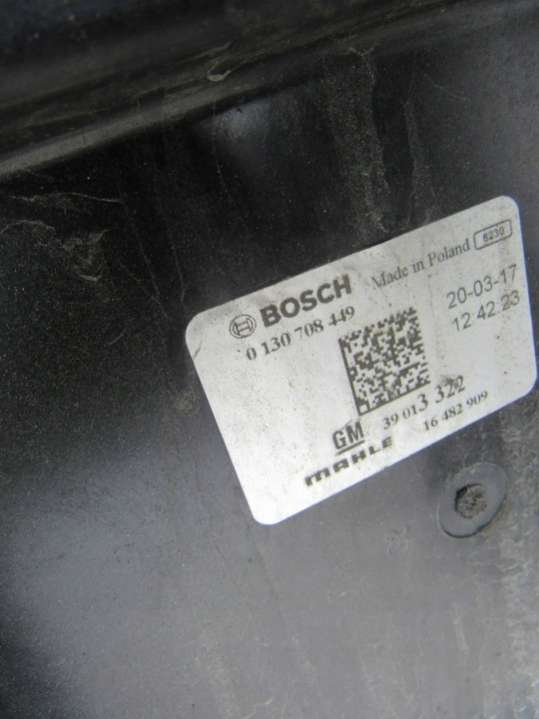 BOSCH Made in Poland 6230
0 130 708 449
20-03-17
12 42 23
GM 39 013 322
MAHLE 16 482 909